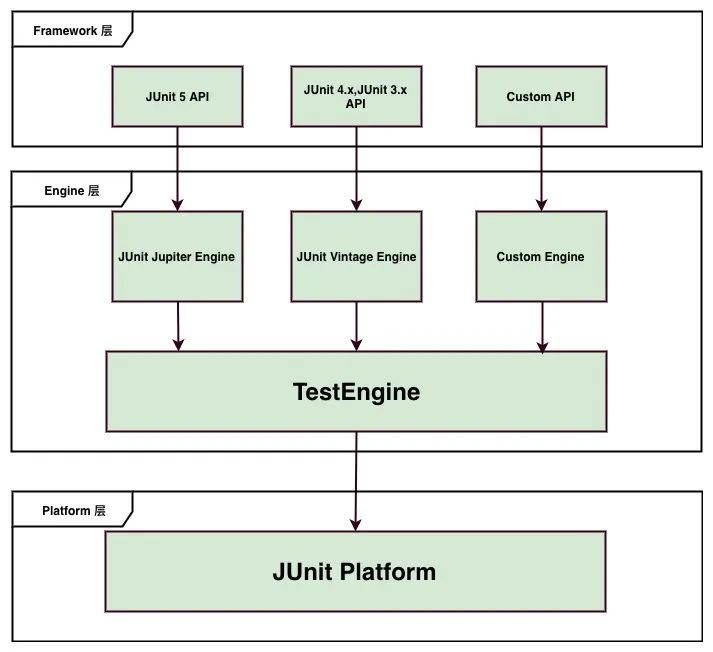 Framework 层
JUnit 5 API
JUnit 4.x,JUnit 3.x
API
Custom API
Engine 层
JUnit Jupiter Engine
JUnit Vintage Engine
Custom Engine
TestEngine
Platform 层
JUnit Platform